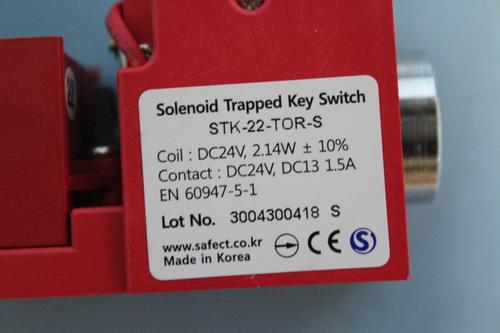 Solenoid Trapped Key Switch
STK-22-TOR-S
Coil : DC24V, 2.14W ± 10%
Contact : DC24V, DC13 1.5A
EN 60947-5-1
Lot No. 3004300418 S
www.safect.co.kr
Made in Korea
CE S